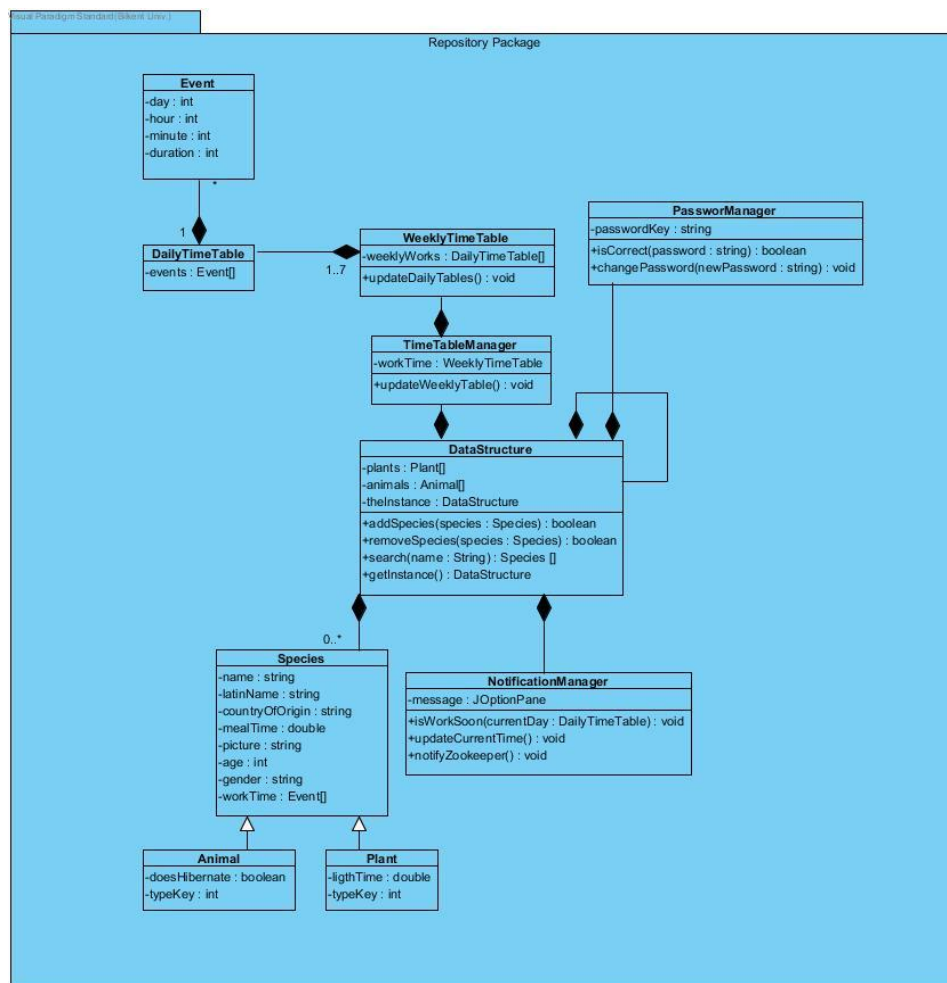 Visual Paradigm Standard(Bilkent Univ.)
Repository Package
Event
-day : int
-hour : int
-minute : int
-duration : int
*
1
DailyTimeTable
-events : Event[]
1..7
WeeklyTimeTable
-weeklyWorks : DailyTimeTable[]
+updateDailyTables() : void
PassworManager
-passwordKey : string
+isCorrect(password : string) : boolean
+changePassword(newPassword : string) : void
TimeTableManager
-workTime : WeeklyTimeTable
+updateWeeklyTable() : void
DataStructure
-plants : Plant[]
-animals : Animal[]
-theInstance : DataStructure
+addSpecies(species : Species) : boolean
+removeSpecies(species : Species) : boolean
+search(name : String) : Species []
+getInstance() : DataStructure
0..*
Species
-name : string
-latinName : string
-countryOfOrigin : string
-mealTime : double
-picture : string
-age : int
-gender : string
-workTime : Event[]
NotificationManager
-message : JOptionPane
+isWorkSoon(currentDay : DailyTimeTable) : void
+updateCurrentTime() : void
+notifyZookeeper() : void
Animal
-doesHibernate : boolean
-typeKey : int
Plant
-ligthTime : double
-typeKey : int